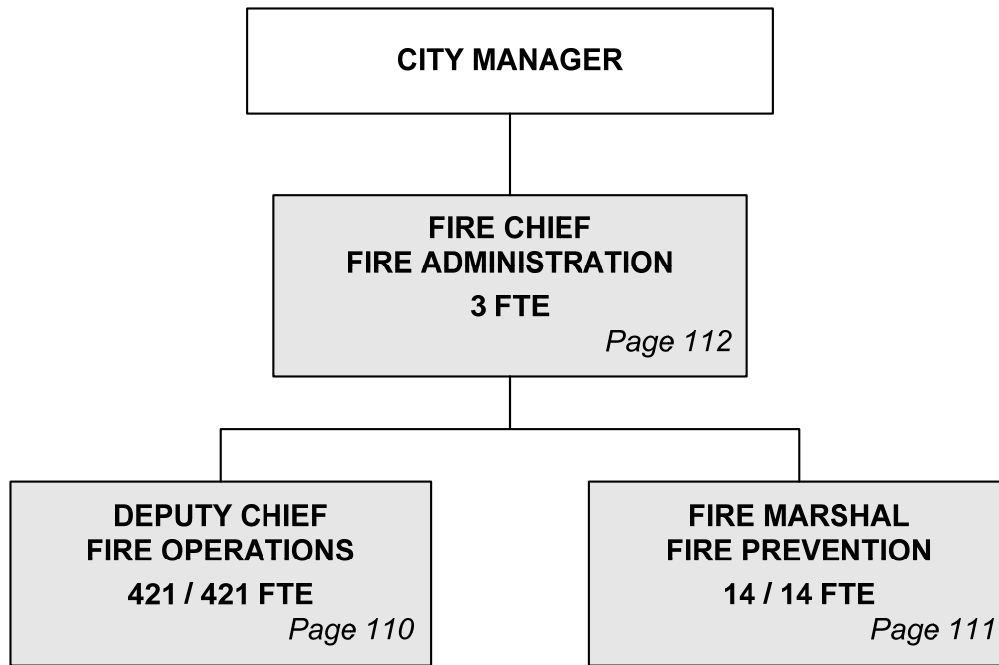 CITY MANAGER
FIRE CHIEF
FIRE ADMINISTRATION
3 FTE
Page 112
DEPUTY CHIEF
FIRE OPERATIONS
421 / 421 FTE
Page 110
FIRE MARSHAL
FIRE PREVENTION
14 / 14 FTE
Page 111